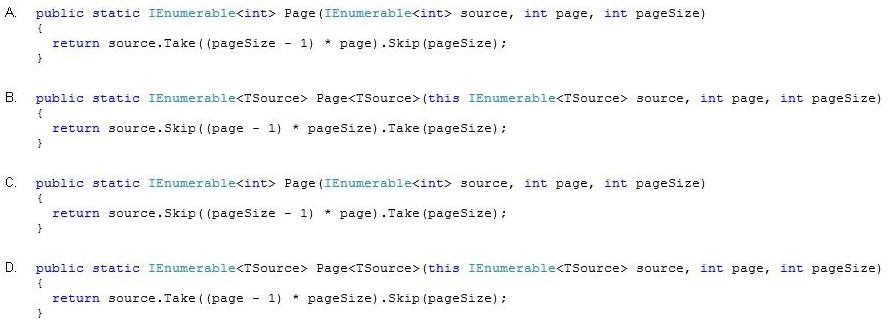 A. public static IEnumerable<int> Page(IEnumerable<int> source, int page, int pageSize)
{
return source.Take((pageSize - 1) * page).Skip(pageSize);
}
B. public static IEnumerable<TSource> Page<TSource>(this IEnumerable<TSource> source, int page, int pageSize)
{
return source.Skip((page - 1) * pageSize).Take(pageSize);
}
C. public static IEnumerable<int> Page(IEnumerable<int> source, int page, int pageSize)
{
return source.Skip((pageSize - 1) * page).Take(pageSize);
}
D. public static IEnumerable<TSource> Page<TSource>(this IEnumerable<TSource> source, int page, int pageSize)
{
return source.Take((page - 1) * pageSize).Skip(pageSize);
}